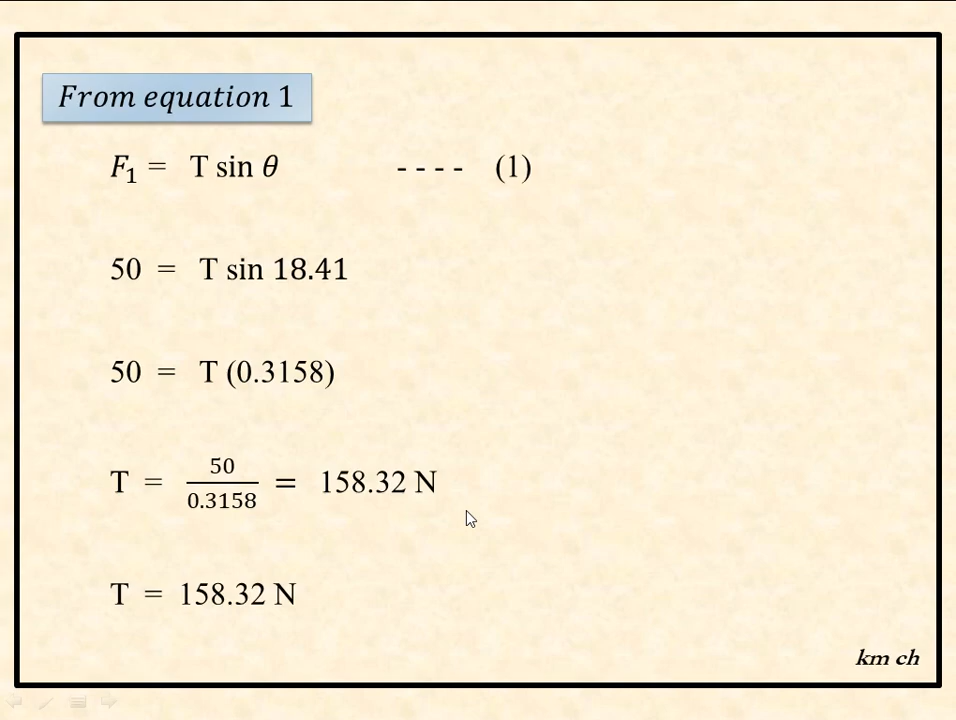 From equation 1
F₁ = T sin θ - - - - (1)
50 = T sin 18.41
50 = T (0.3158)
T = 50/0.3158 = 158.32 N
T = 158.32 N
km ch